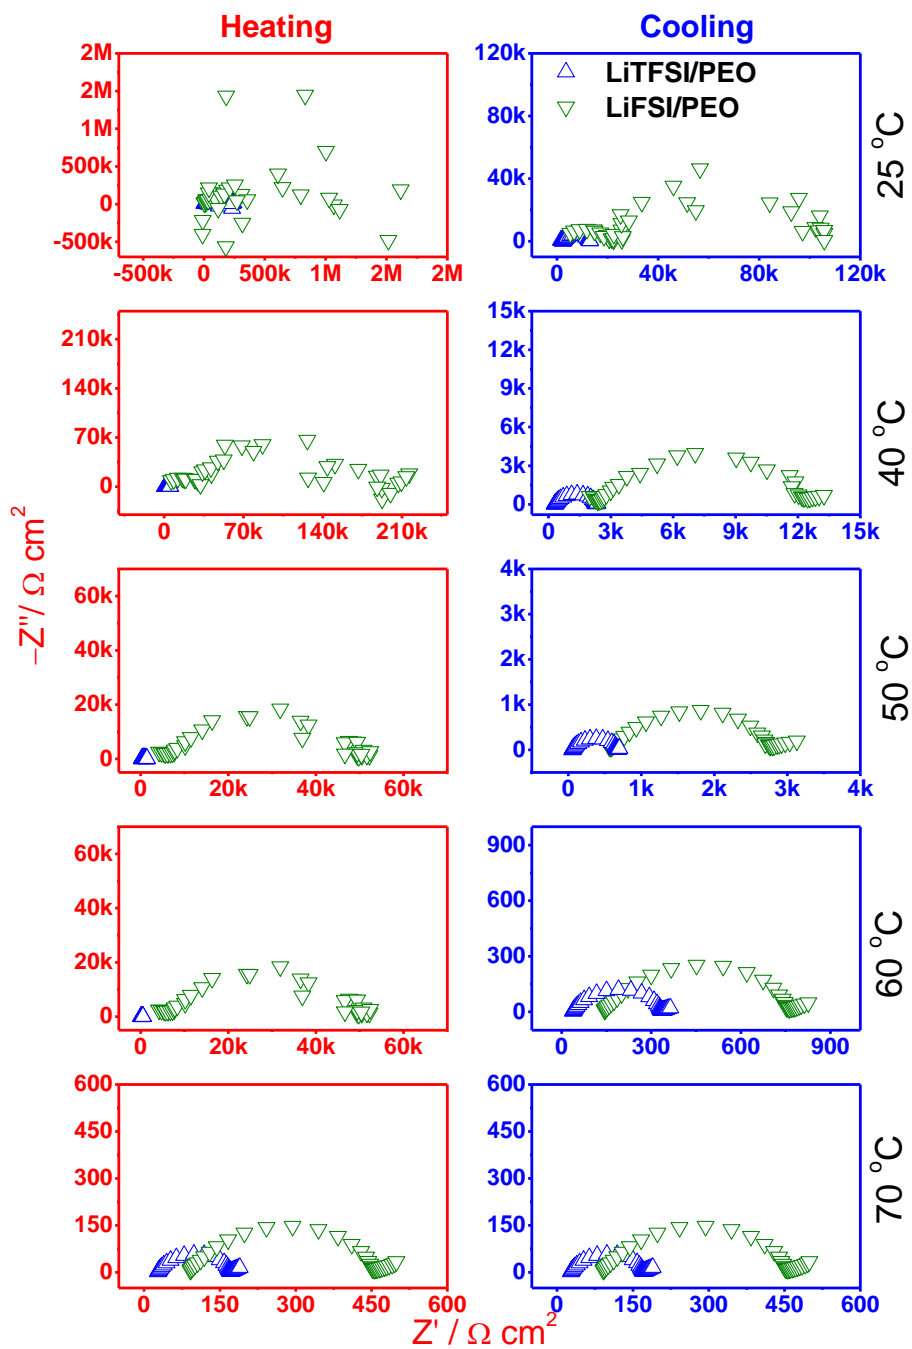 Heating
Cooling
2M
2M
1M
500k
0
-500k
-500k
0
500k
1M
2M
2M
120k
80k
40k
0
0
40k
80k
120k
LiTFSI/PEO
LiFSI/PEO
25 °C
210k
140k
70k
0
0
70k
140k
210k
15k
12k
9k
6k
3k
0
0
3k
6k
9k
12k
15k
40 °C
–Z''/ Ω cm²
60k
40k
20k
0
0
20k
40k
60k
4k
3k
2k
1k
0
0
1k
2k
3k
4k
50 °C
60k
40k
20k
0
0
20k
40k
60k
900
600
300
0
0
300
600
900
60 °C
600
450
300
150
0
0
150
300
450
600
600
450
300
150
0
0
150
300
450
600
70 °C
Z' / Ω cm²